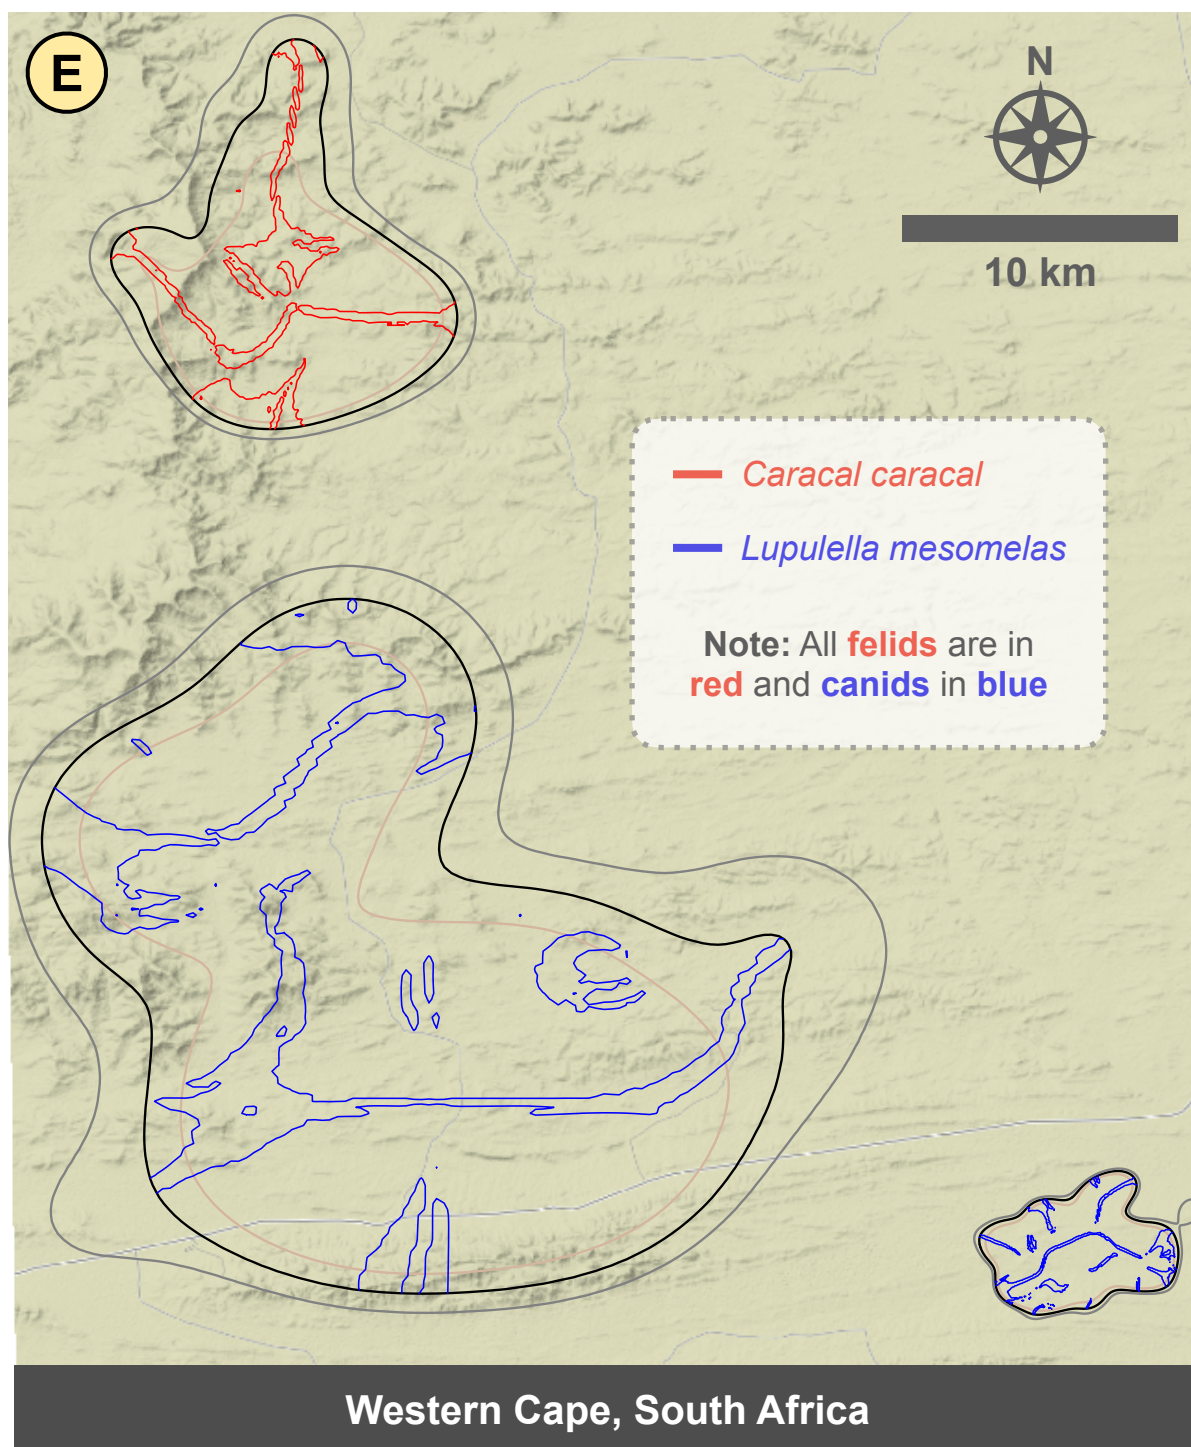 E
N
10 km
Caracal caracal
Lupulella mesomelas
Note: All felids are in
red and canids in blue
Western Cape, South Africa